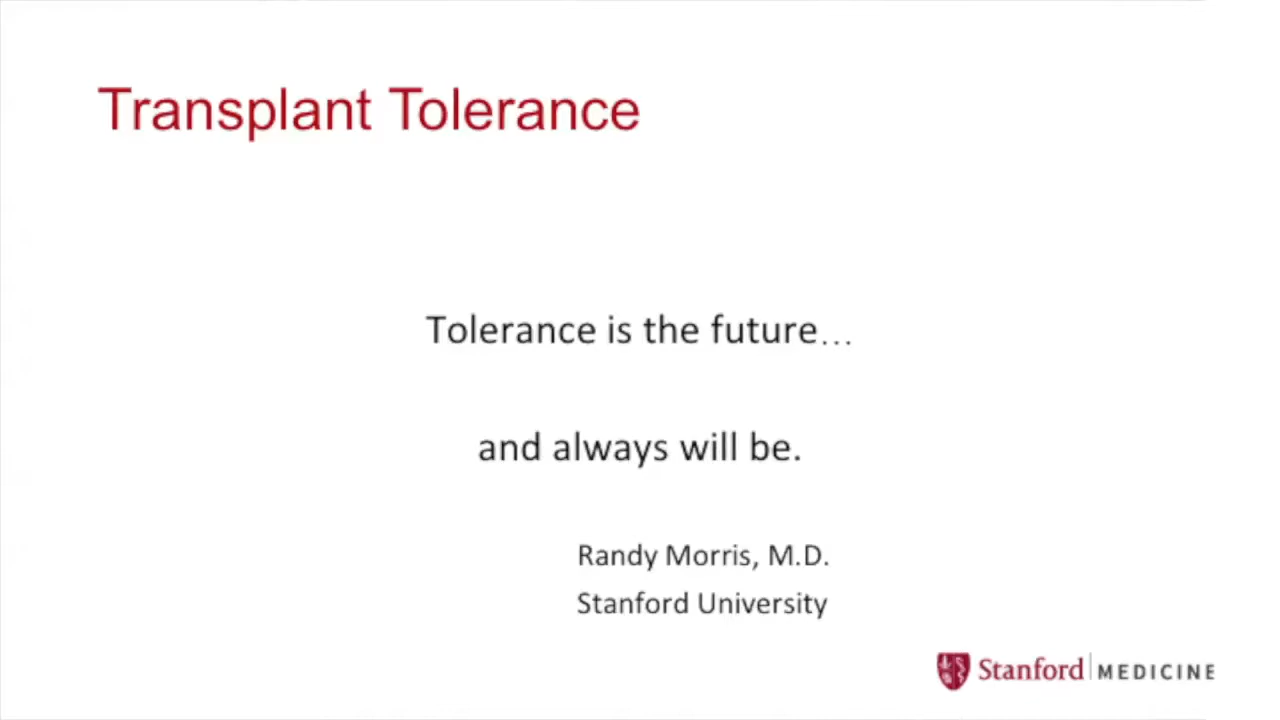 Transplant Tolerance
Tolerance is the future...
and always will be.
Randy Morris, M.D.
Stanford University
Stanford MEDICINE